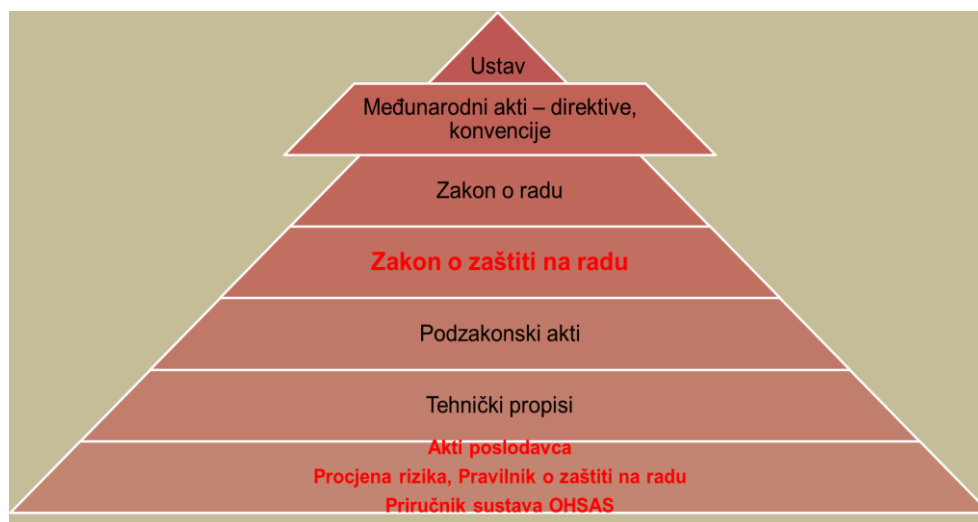 Ustav
Međunarodni akti – direktive,
konvencije
Zakon o radu
Zakon o zaštiti na radu
Podzakonski akti
Tehnički propisi
Akti poslodavca
Procjena rizika, Pravilnik o zaštiti na radu
Priručnik sustava OHSAS